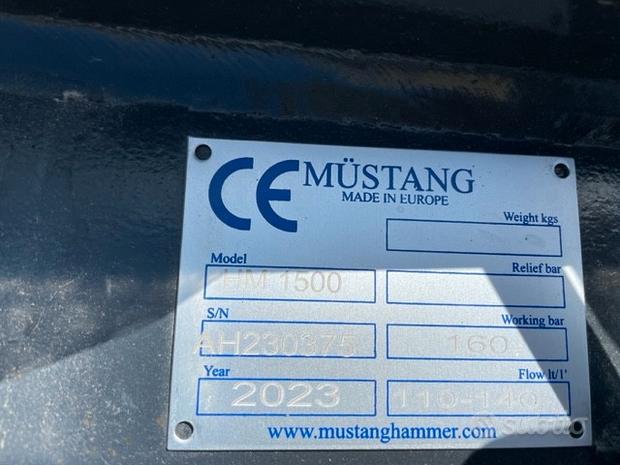 CE MÜSTANG
MADE IN EUROPE
Weight kgs
Model
HM 1500
Relief bar
S/N
AH230375
Working bar
160
Year
2023
Flow lt/1'
110-140
www.mustanghammer.com
subito